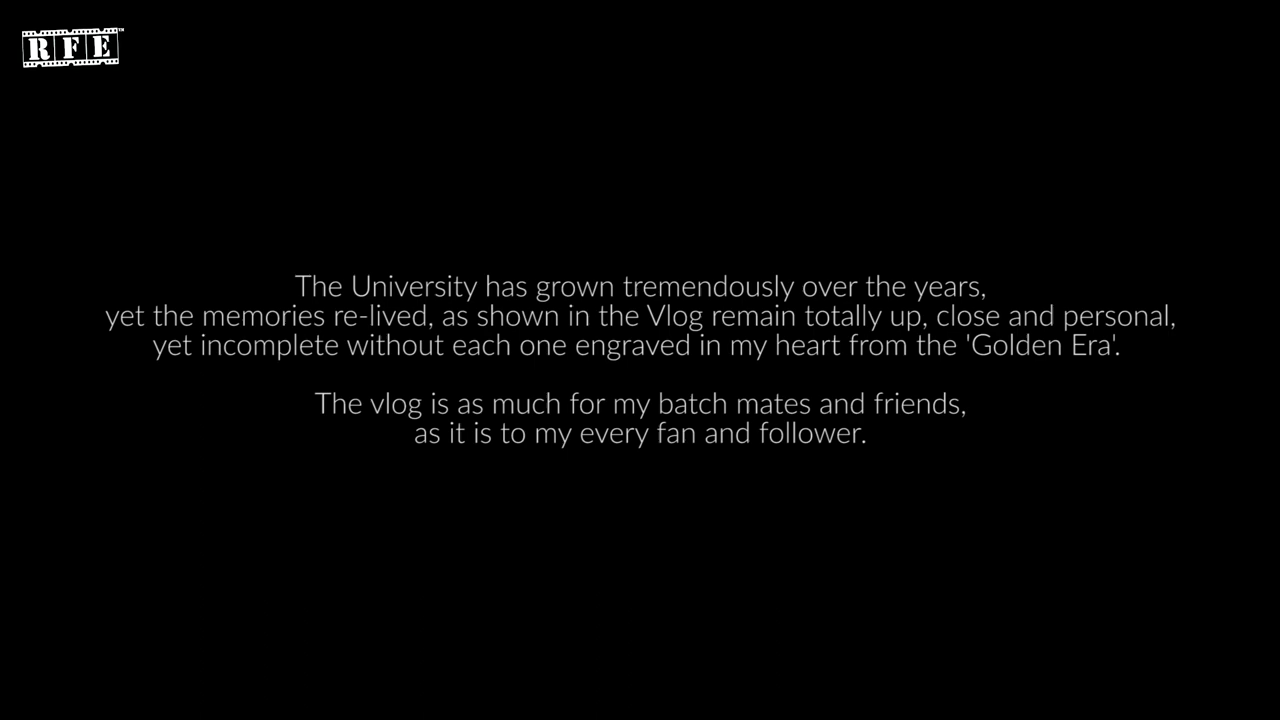 RFE™
The University has grown tremendously over the years,
yet the memories re-lived, as shown in the Vlog remain totally up, close and personal,
yet incomplete without each one engraved in my heart from the 'Golden Era'.
The vlog is as much for my batch mates and friends,
as it is to my every fan and follower.